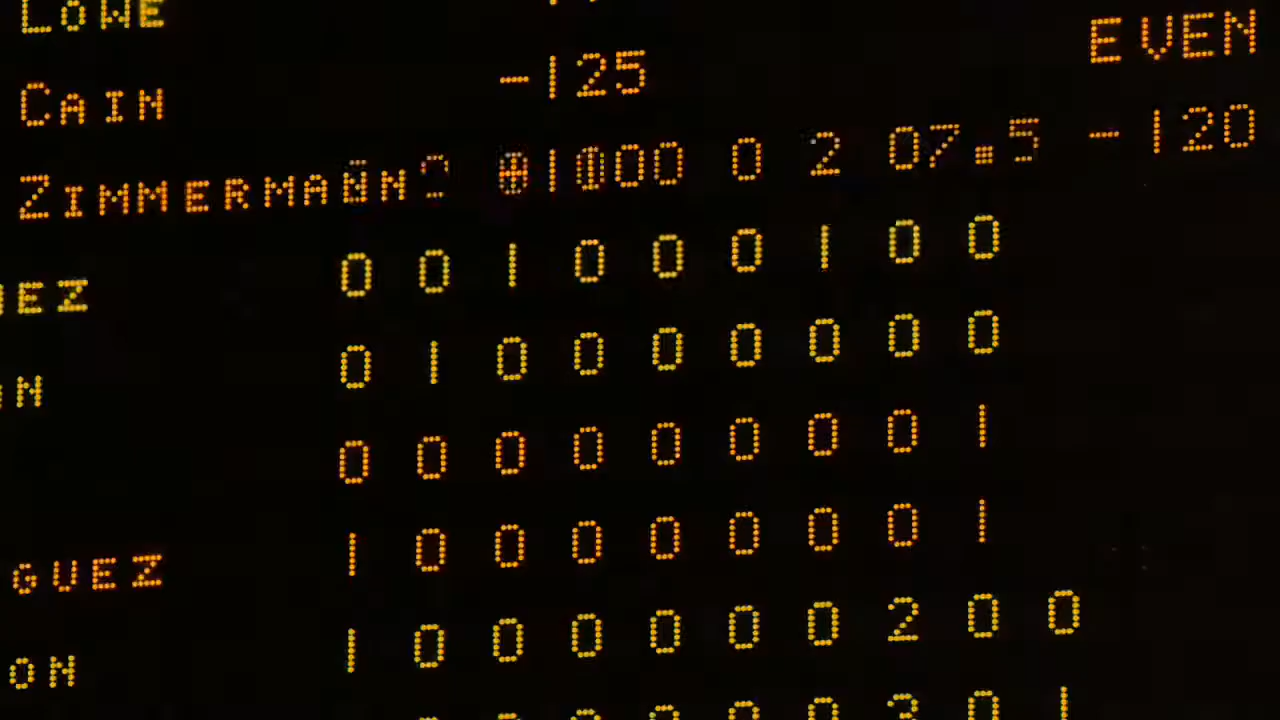 LOWE
EVEN
CAIN -125
ZIMMERMANN 000 0 2 07.5 -120
EZ 0 0 1 0 0 0 1 0 0
N 0 1 0 0 0 0 0 0 0
0 0 0 0 0 0 0 0 1
GUEZ 1 0 0 0 0 0 0 0 1
ON 1 0 0 0 0 0 0 2 0 0